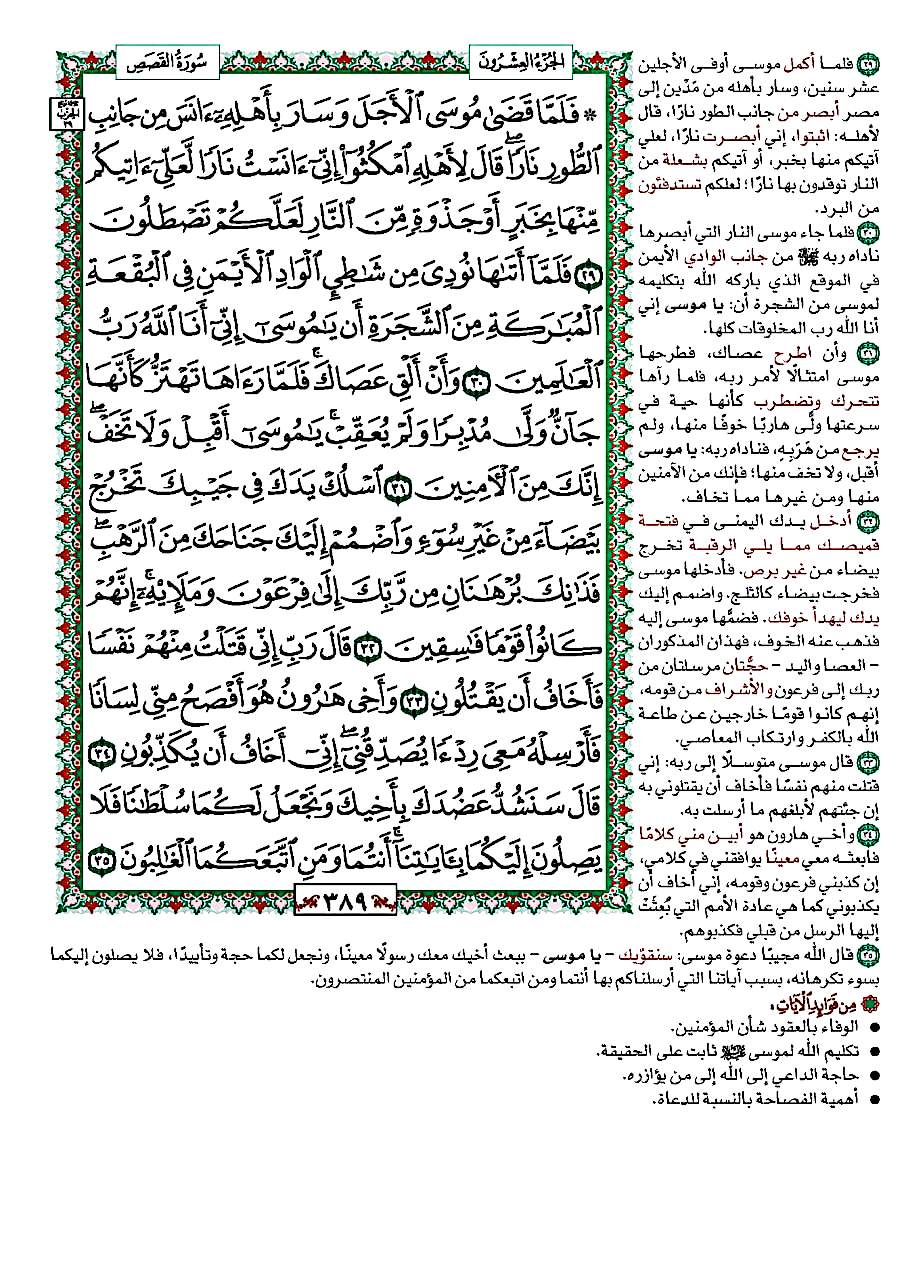 الجُزْءُ العِشْرُونَ
سُورَةُ القَصَصِ
* فَلَمَّا قَضَىٰ مُوسَى ٱلْأَجَلَ وَسَارَ بِأَهْلِهِۦٓ ءَانَسَ مِن جَانِبِ
ٱلطُّورِ نَارًاۖ قَالَ لِأَهْلِهِ ٱمْكُثُوٓا۟ إِنِّيٓ ءَانَسْتُ نَارًا لَّعَلِّيٓ ءَاتِيكُم
مِّنْهَا بِخَبَرٍ أَوْ جَذْوَةٍ مِّنَ ٱلنَّارِ لَعَلَّكُمْ تَصْطَلُونَ
٢٩ فَلَمَّآ أَتَىٰهَا نُودِيَ مِن شَٰطِيِٕ ٱلْوَادِ ٱلْأَيْمَنِ فِي ٱلْبُقْعَةِ
ٱلْمُبَٰرَكَةِ مِنَ ٱلشَّجَرَةِ أَن يَٰمُوسَىٰٓ إِنِّيٓ أَنَا ٱللَّهُ رَبُّ
ٱلْعَٰلَمِينَ ٣٠ وَأَنْ أَلْقِ عَصَاكَۚ فَلَمَّا رَءَاهَا تَهْتَزُّ كَأَنَّهَا
جَآنٌّ وَلَّىٰ مُدْبِرًا وَلَمْ يُعَقِّبْۚ يَٰمُوسَىٰٓ أَقْبِلْ وَلَا تَخَفْۖ
إِنَّكَ مِنَ ٱلْأٓمِنِينَ ٣١ ٱسْلُكْ يَدَكَ فِي جَيْبِكَ تَخْرُجْ
بَيْضَآءَ مِنْ غَيْرِ سُوٓءٍ وَٱضْمُمْ إِلَيْكَ جَنَاحَكَ مِنَ ٱلرَّهْبِۖ
فَذَٰنِكَ بُرْهَٰنَانِ مِن رَّبِّكَ إِلَىٰ فِرْعَوْنَ وَمَلَإِيْهِۦٓۚ إِنَّهُمْ
كَانُوا۟ قَوْمًا فَٰسِقِينَ ٣٢ قَالَ رَبِّ إِنِّي قَتَلْتُ مِنْهُمْ نَفْسًا
فَأَخَافُ أَن يَقْتُلُونِ ٣٣ وَأَخِي هَٰرُونُ هُوَ أَفْصَحُ مِنِّي لِسَانًا
فَأَرْسِلْهُ مَعِيَ رِدْءًا يُصَدِّقُنِيٓۖ إِنِّيٓ أَخَافُ أَن يُكَذِّبُونِ ٣٤
قَالَ سَنَشُدُّ عَضُدَكَ بِأَخِيكَ وَنَجْعَلُ لَكُمَا سُلْطَٰنًا فَلَا
يَصِلُونَ إِلَيْكُمَا بِـَٔايَٰتِنَآۚ أَنتُمَا وَمَنِ ٱتَّبَعَكُمَا ٱلْغَٰلِبُونَ ٣٥
٣٨٩
٢٩ فلما أكمل موسى أوفى الأجلين
عشر سنين، وسار بأهله من مَدْين إلى
مصر أبصر من جانب الطور نارًا، قال
لأهله: اثبتوا، إني أبصرت نارًا، لعلي
آتيكم منها بخبر، أو آتيكم بشعلة من
النار توقدون بها نارًا؛ لعلكم تستدفئون
من البرد.
٣٠ فلما جاء موسى النار التي أبصرها
ناداه ربه ﷺ من جانب الوادي الأيمن
في الموقع الذي باركه الله بتكليمه
لموسى من الشجرة أن: يا موسى إني
أنا الله رب المخلوقات كلها.
٣١ وأن اطرح عصاك، فطرحها
موسى امتثالًا لأمر ربه، فلما رآها
تتحرك وتضطرب كأنها حية في
سرعتها ولَّى هاربًا خوفًا منها، ولم
يرجع من هَرَبِهِ، فناداه ربه: يا موسى
أقبل، ولا تخف منها؛ فإنك من الآمنين
منها ومن غيرها مما تخاف.
٣٢ أدخل يدك اليمنى في فتحة
قميصك مما يلي الرقبة تخرج
بيضاء من غير برص. فأدخلها موسى
فخرجت بيضاء كالثلج. واضمم إليك
يدك ليهدأ خوفك. فضمَّها موسى إليه
فذهب عنه الخوف، فهذان المذكوران
– العصا واليد – حجَّتان مرسلتان من
ربك إلى فرعون والأشراف من قومه،
إنهم كانوا قومًا خارجين عن طاعة
الله بالكفر وارتكاب المعاصي.
٣٣ قال موسى متوسلًا إلى ربه: إني
قتلت منهم نفسًا فأخاف أن يقتلوني به
إن جئتهم لأبلغهم ما أرسلت به.
٣٤ وأخي هارون هو أبين مني كلامًا
فابعثه معي معينًا يوافقني في كلامي،
إن كذبني فرعون وقومه، إني أخاف أن
يكذبوني كما هي عادة الأمم التي بُعِثَتْ
إليها الرسل من قبلي فكذبوهم.
٣٥ قال الله مجيبًا دعوة موسى: سنقوّيك – يا موسى – ببعث أخيك معك رسولًا معينًا، ونجعل لكما حجة وتأييدًا، فلا يصلون إليكما
بسوء تكرهانه، بسبب آياتنا التي أرسلناكم بها أنتما ومن اتبعكما من المؤمنين المنتصرون.
مِن فَوَائِدِ الْآيَاتِ:
• الوفاء بالعقود شأن المؤمنين.
• تكليم الله لموسى ﷺ ثابت على الحقيقة.
• حاجة الداعي إلى الله إلى من يؤازره.
• أهمية الفصاحة بالنسبة للدعاة.